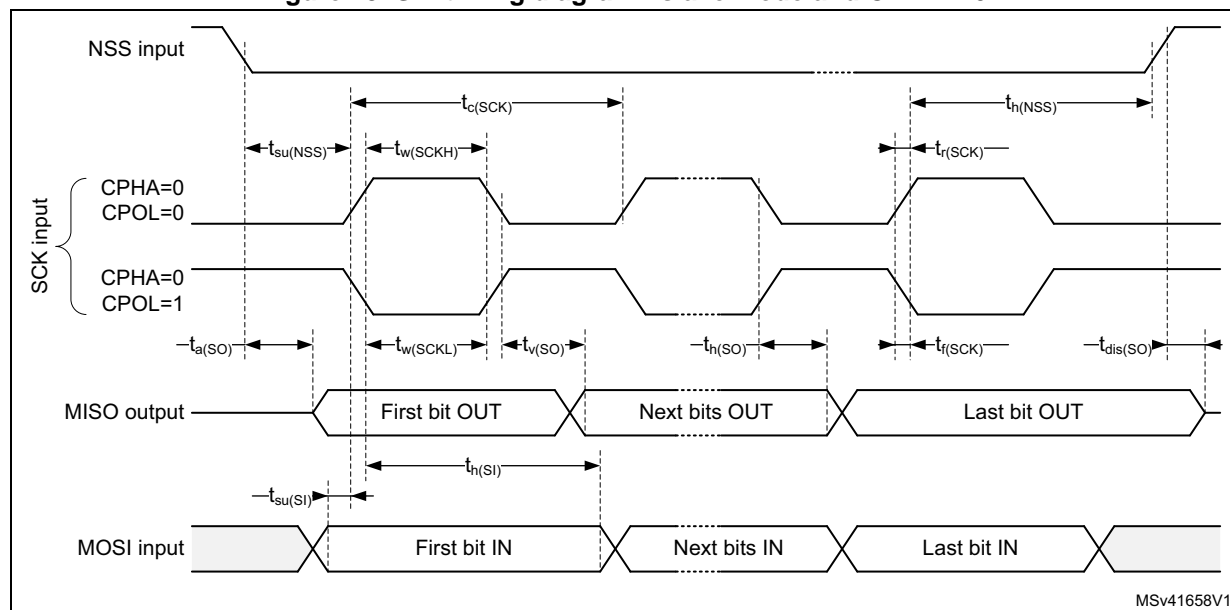 NSS input
tc(SCK)
th(NSS)
tsu(NSS)
tw(SCKH)
tr(SCK)
SCK input
CPHA=0
CPOL=0
CPHA=0
CPOL=1
ta(SO)
tw(SCKL)
tv(SO)
th(SO)
tf(SCK)
tdis(SO)
MISO output
First bit OUT
Next bits OUT
Last bit OUT
th(SI)
tsu(SI)
MOSI input
First bit IN
Next bits IN
Last bit IN
MSv41658V1